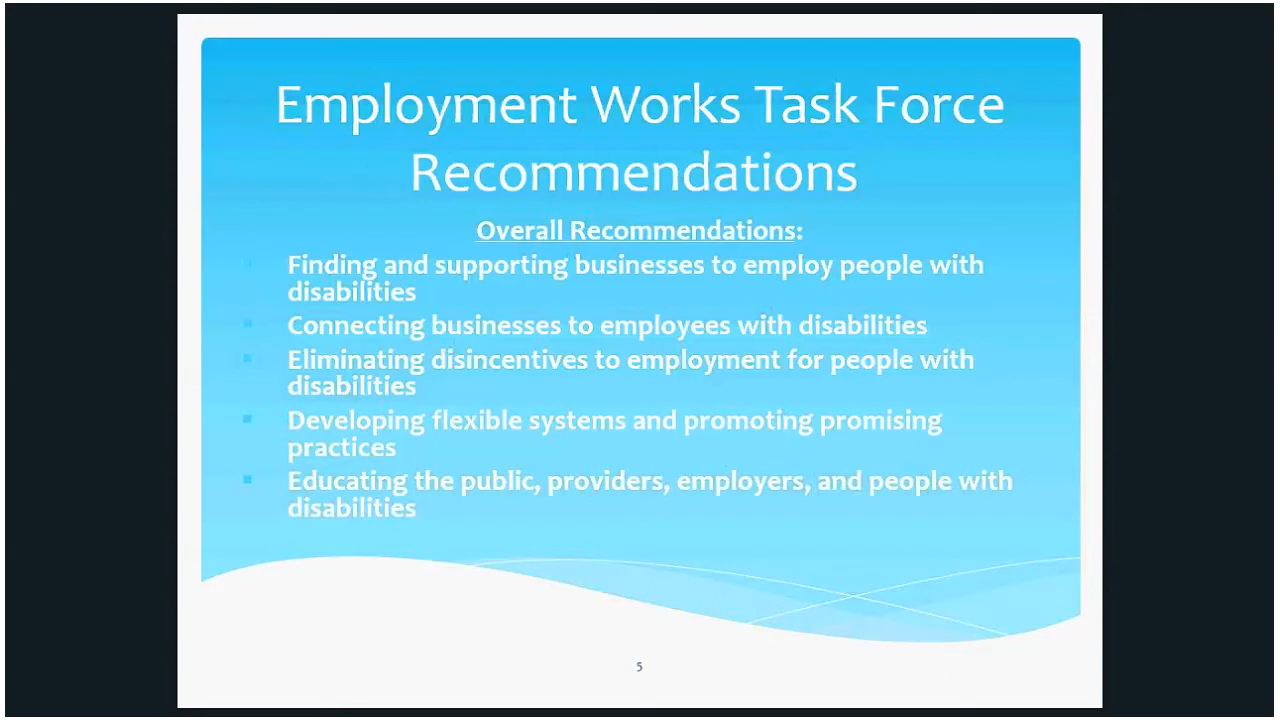 Employment Works Task Force
Recommendations
Overall Recommendations:
Finding and supporting businesses to employ people with
disabilities
Connecting businesses to employees with disabilities
Eliminating disincentives to employment for people with
disabilities
Developing flexible systems and promoting promising
practices
Educating the public, providers, employers, and people with
disabilities
5